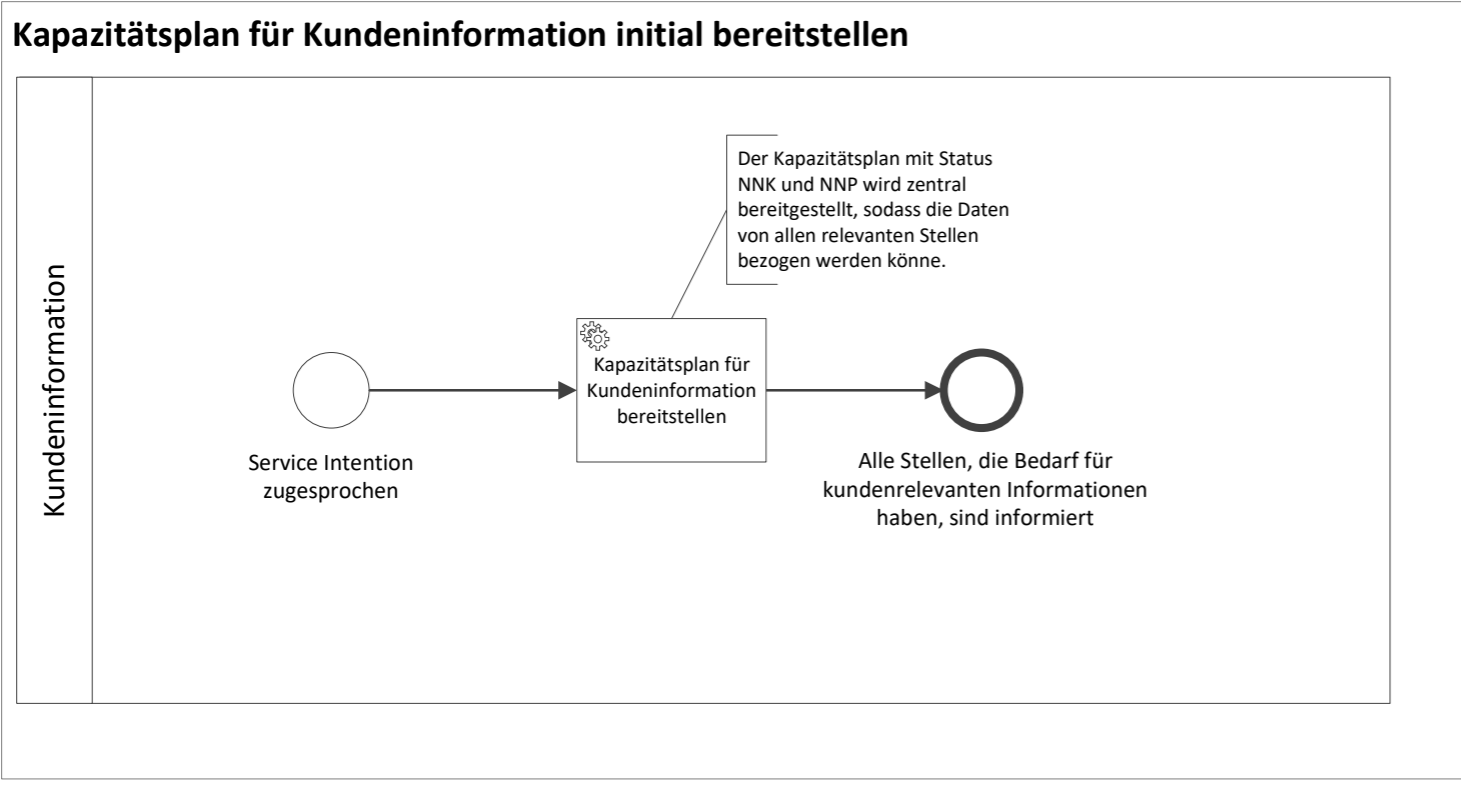 Kapazitätsplan für Kundeninformation initial bereitstellen
Kundeninformation
Der Kapazitätsplan mit Status
NNK und NNP wird zentral
bereitgestellt, sodass die Daten
von allen relevanten Stellen
bezogen werden könne.
Service Intention
zugesprochen
Kapazitätsplan für
Kundeninformation
bereitstellen
Alle Stellen, die Bedarf für
kundenrelevanten Informationen
haben, sind informiert